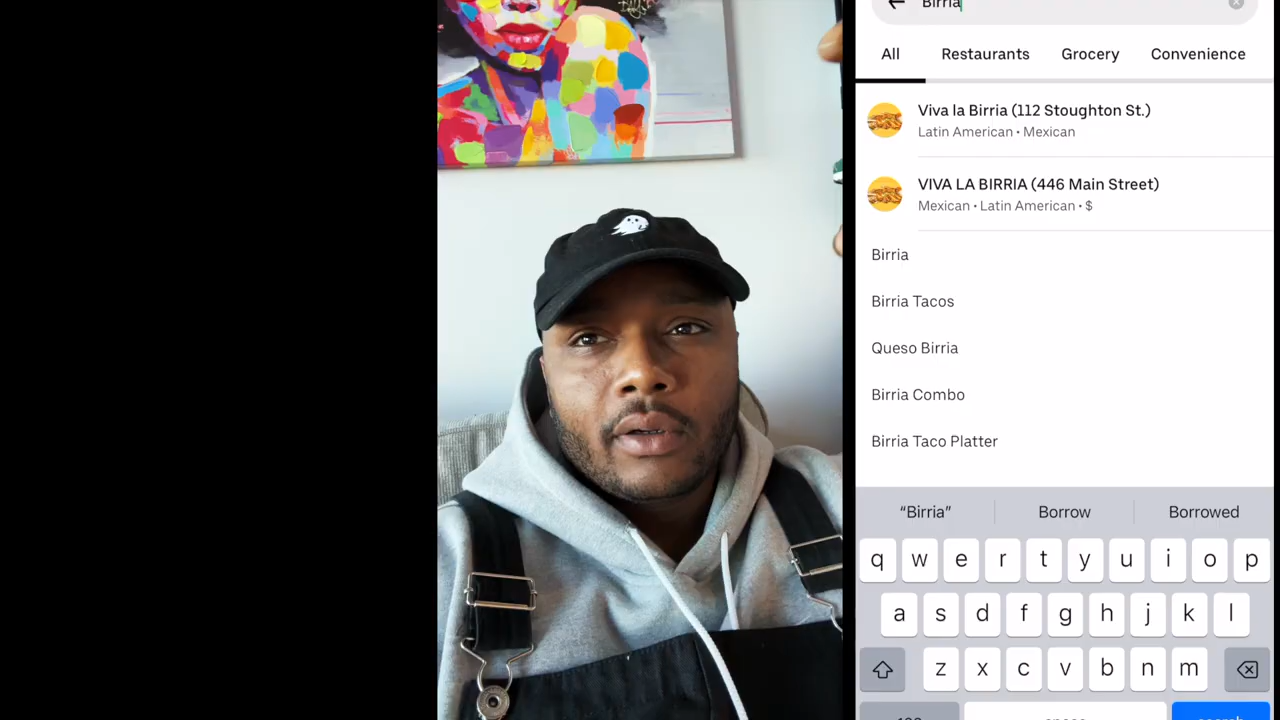 Birria
All Restaurants Grocery Convenience
Viva la Birria (112 Stoughton St.)
Latin American • Mexican
VIVA LA BIRRIA (446 Main Street)
Mexican • Latin American • $
Birria
Birria Tacos
Queso Birria
Birria Combo
Birria Taco Platter
“Birria” Borrow Borrowed
q w e r t y u i o p
a s d f g h j k l
z x c v b n m